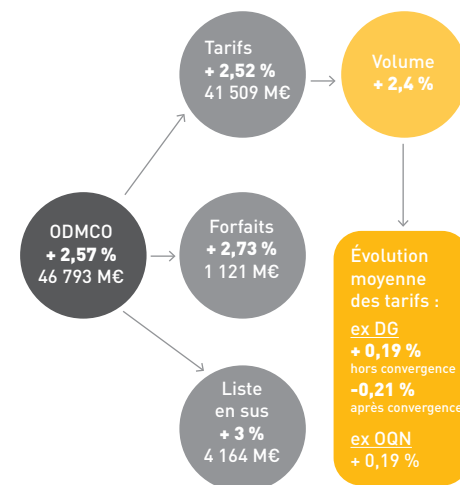 Tarifs
+ 2,52 %
41 509 M€
Volume
+ 2,4 %
ODMCO
+ 2,57 %
46 793 M€
Forfaits
+ 2,73 %
1 121 M€
Liste
en sus
+ 3 %
4 164 M€
Évolution
moyenne
des tarifs :
ex DG
+ 0,19 %
hors convergence
-0,21 %
après convergence
ex OQN
+ 0,19 %